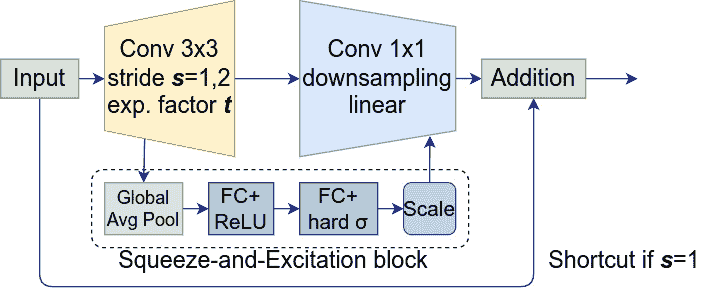 Input
Conv 3x3
stride s=1,2
exp. factor t
Conv 1x1
downsampling
linear
Addition
Global
Avg Pool
FC+
ReLU
FC+
hard σ
Scale
Squeeze-and-Excitation block
Shortcut if s=1